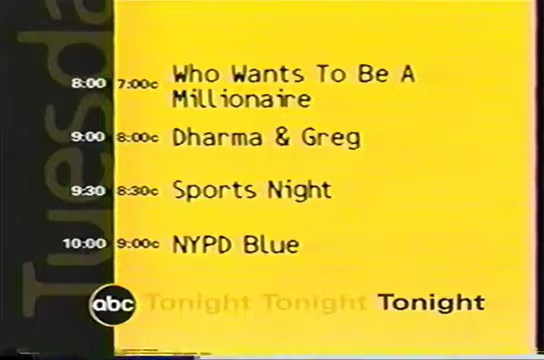 Tuesda
8:00 7:00c Who Wants To Be A
Millionaire
9:00 8:00c Dharma & Greg
9:30 8:30c Sports Night
10:00 9:00c NYPD Blue
abc Tonight Tonight Tonight